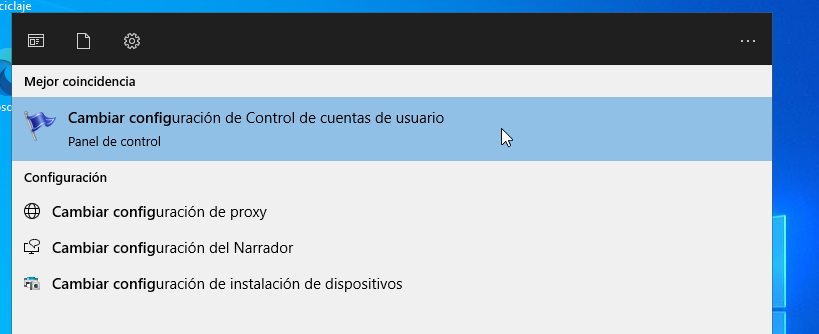 ciclaje
Mejor coincidencia
Cambiar configuración de Control de cuentas de usuario
Panel de control
Configuración
Cambiar configuración de proxy
Cambiar configuración del Narrador
Cambiar configuración de instalación de dispositivos